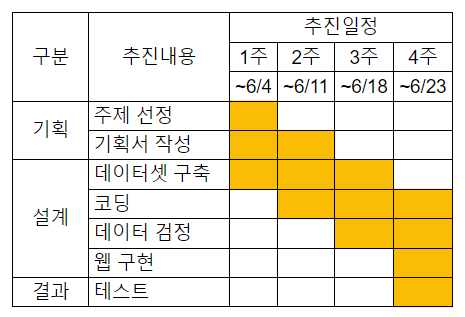 구분 추진내용 추진일정
1주 2주 3주 4주
~6/4 ~6/11 ~6/18 ~6/23
기획 주제 선정
기획서 작성
설계 데이터셋 구축
코딩
데이터 검정
웹 구현
결과 테스트